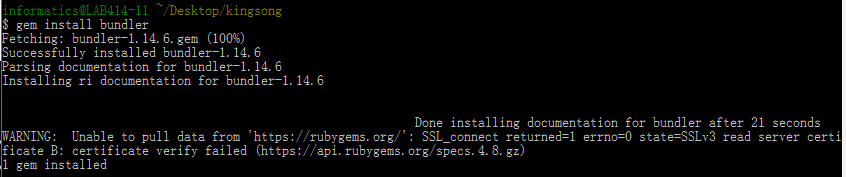 informatics@LAB414-11 ~/Desktop/kingsong
$ gem install bundler
Fetching: bundler-1.14.6.gem (100%)
Successfully installed bundler-1.14.6
Parsing documentation for bundler-1.14.6
Installing ri documentation for bundler-1.14.6
Done installing documentation for bundler after 21 seconds
WARNING:  Unable to pull data from 'https://rubygems.org/': SSL_connect returned=1 errno=0 state=SSLv3 read server certi
ficate B: certificate verify failed (https://api.rubygems.org/specs.4.8.gz)
1 gem installed